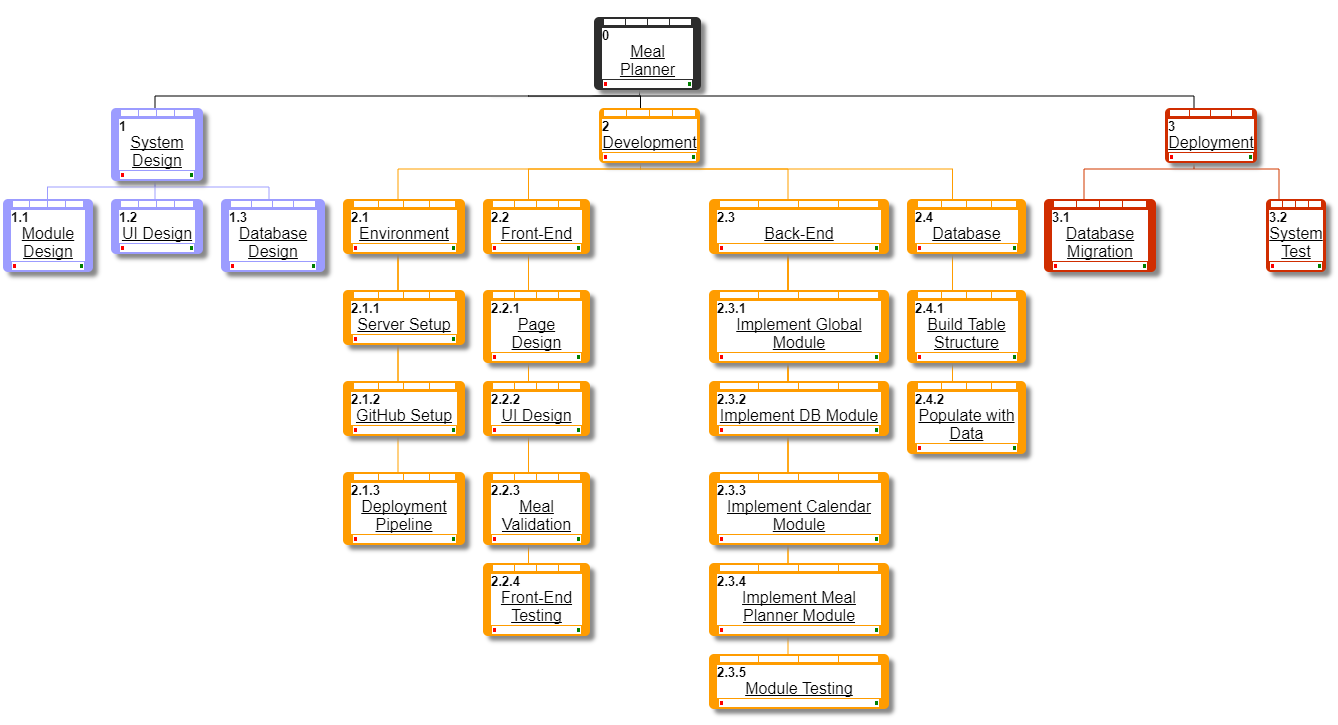 0
Meal
Planner
1
System
Design
2
Development
3
Deployment
1.1
Module
Design
1.2
UI Design
1.3
Database
Design
2.1
Environment
2.2
Front-End
2.3
Back-End
2.4
Database
3.1
Database
Migration
3.2
System
Test
2.1.1
Server Setup
2.2.1
Page
Design
2.3.1
Implement Global
Module
2.4.1
Build Table
Structure
2.1.2
GitHub Setup
2.2.2
UI Design
2.3.2
Implement DB Module
2.4.2
Populate with
Data
2.1.3
Deployment
Pipeline
2.2.3
Meal
Validation
2.3.3
Implement Calendar
Module
2.2.4
Front-End
Testing
2.3.4
Implement Meal
Planner Module
2.3.5
Module Testing